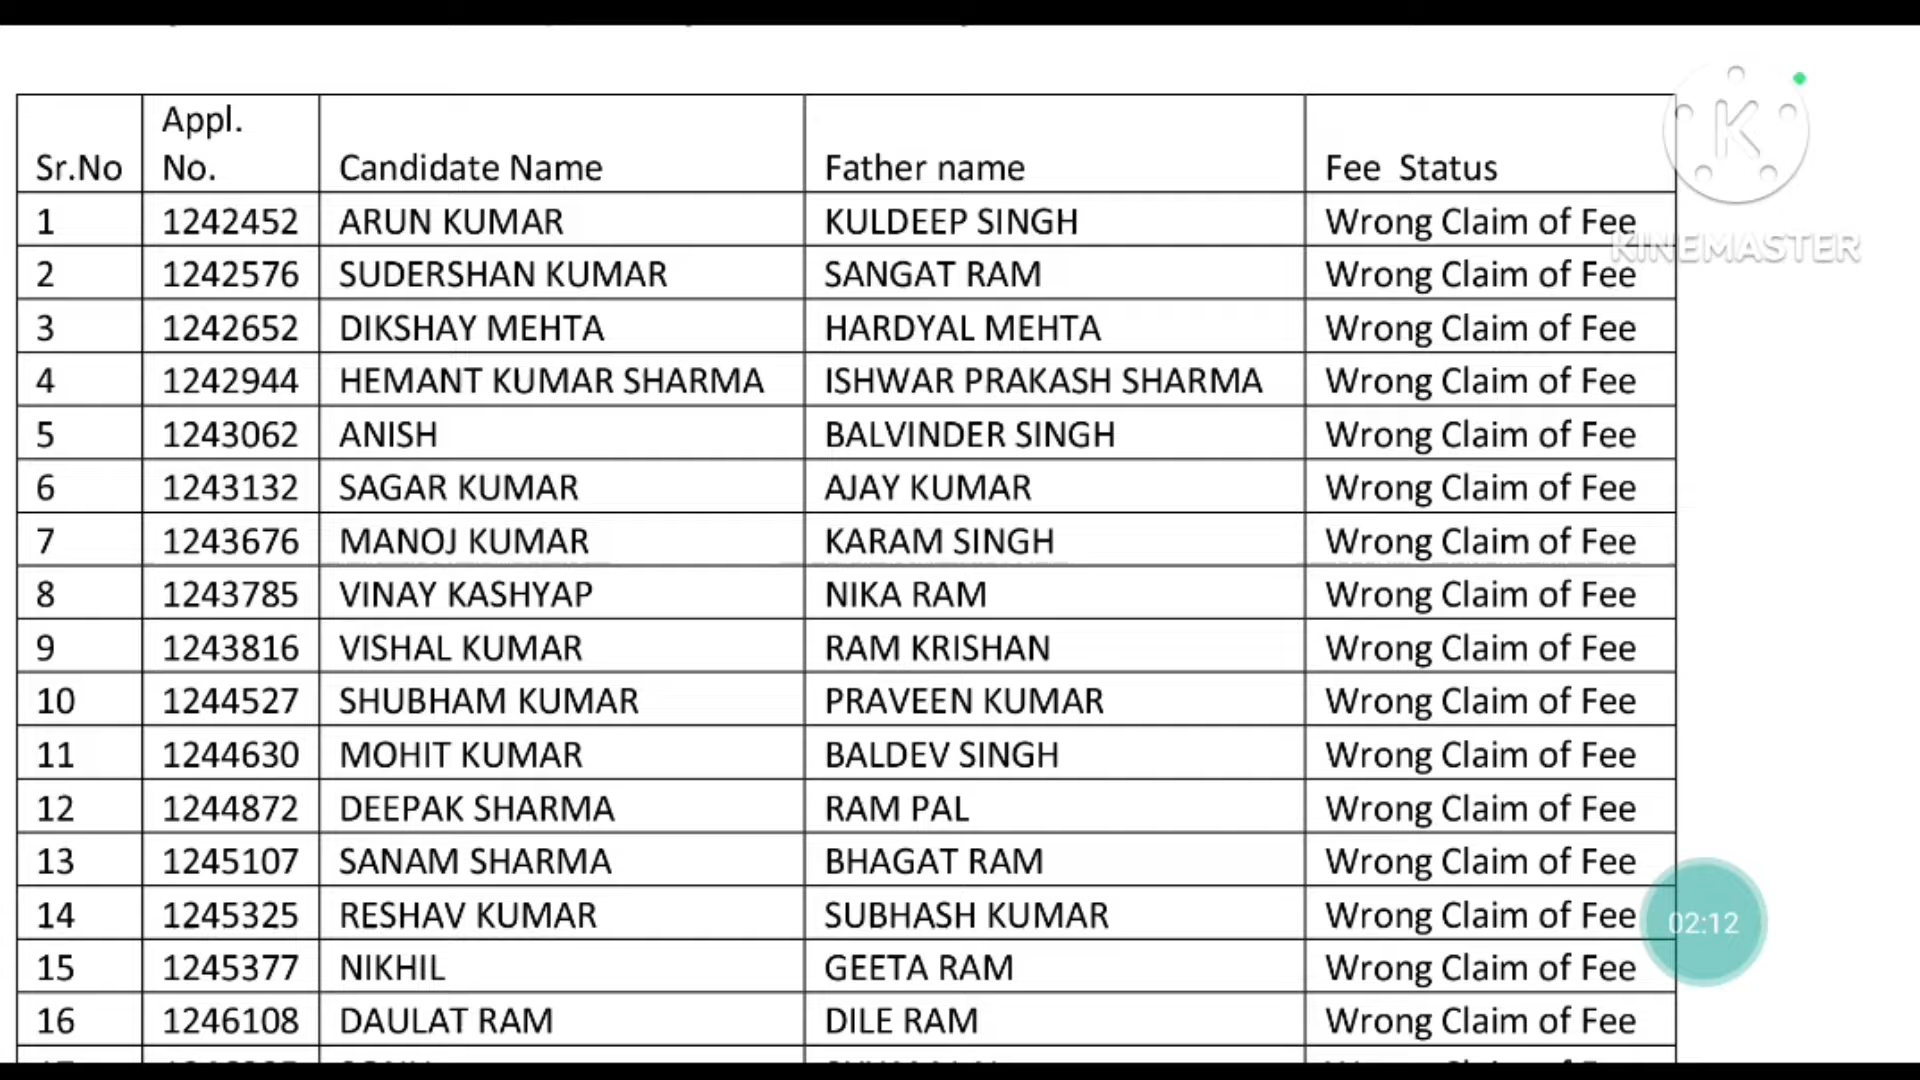 Appl.
Sr.No No. Candidate Name Father name Fee Status
1 1242452 ARUN KUMAR KULDEEP SINGH Wrong Claim of Fee
2 1242576 SUDERSHAN KUMAR SANGAT RAM Wrong Claim of Fee
3 1242652 DIKSHAY MEHTA HARDYAL MEHTA Wrong Claim of Fee
4 1242944 HEMANT KUMAR SHARMA ISHWAR PRAKASH SHARMA Wrong Claim of Fee
5 1243062 ANISH BALVINDER SINGH Wrong Claim of Fee
6 1243132 SAGAR KUMAR AJAY KUMAR Wrong Claim of Fee
7 1243676 MANOJ KUMAR KARAM SINGH Wrong Claim of Fee
8 1243785 VINAY KASHYAP NIKA RAM Wrong Claim of Fee
9 1243816 VISHAL KUMAR RAM KRISHAN Wrong Claim of Fee
10 1244527 SHUBHAM KUMAR PRAVEEN KUMAR Wrong Claim of Fee
11 1244630 MOHIT KUMAR BALDEV SINGH Wrong Claim of Fee
12 1244872 DEEPAK SHARMA RAM PAL Wrong Claim of Fee
13 1245107 SANAM SHARMA BHAGAT RAM Wrong Claim of Fee
14 1245325 RESHAV KUMAR SUBHASH KUMAR Wrong Claim of Fee
15 1245377 NIKHIL GEETA RAM Wrong Claim of Fee
16 1246108 DAULAT RAM DILE RAM Wrong Claim of Fee
K
KINEMASTER
02:12